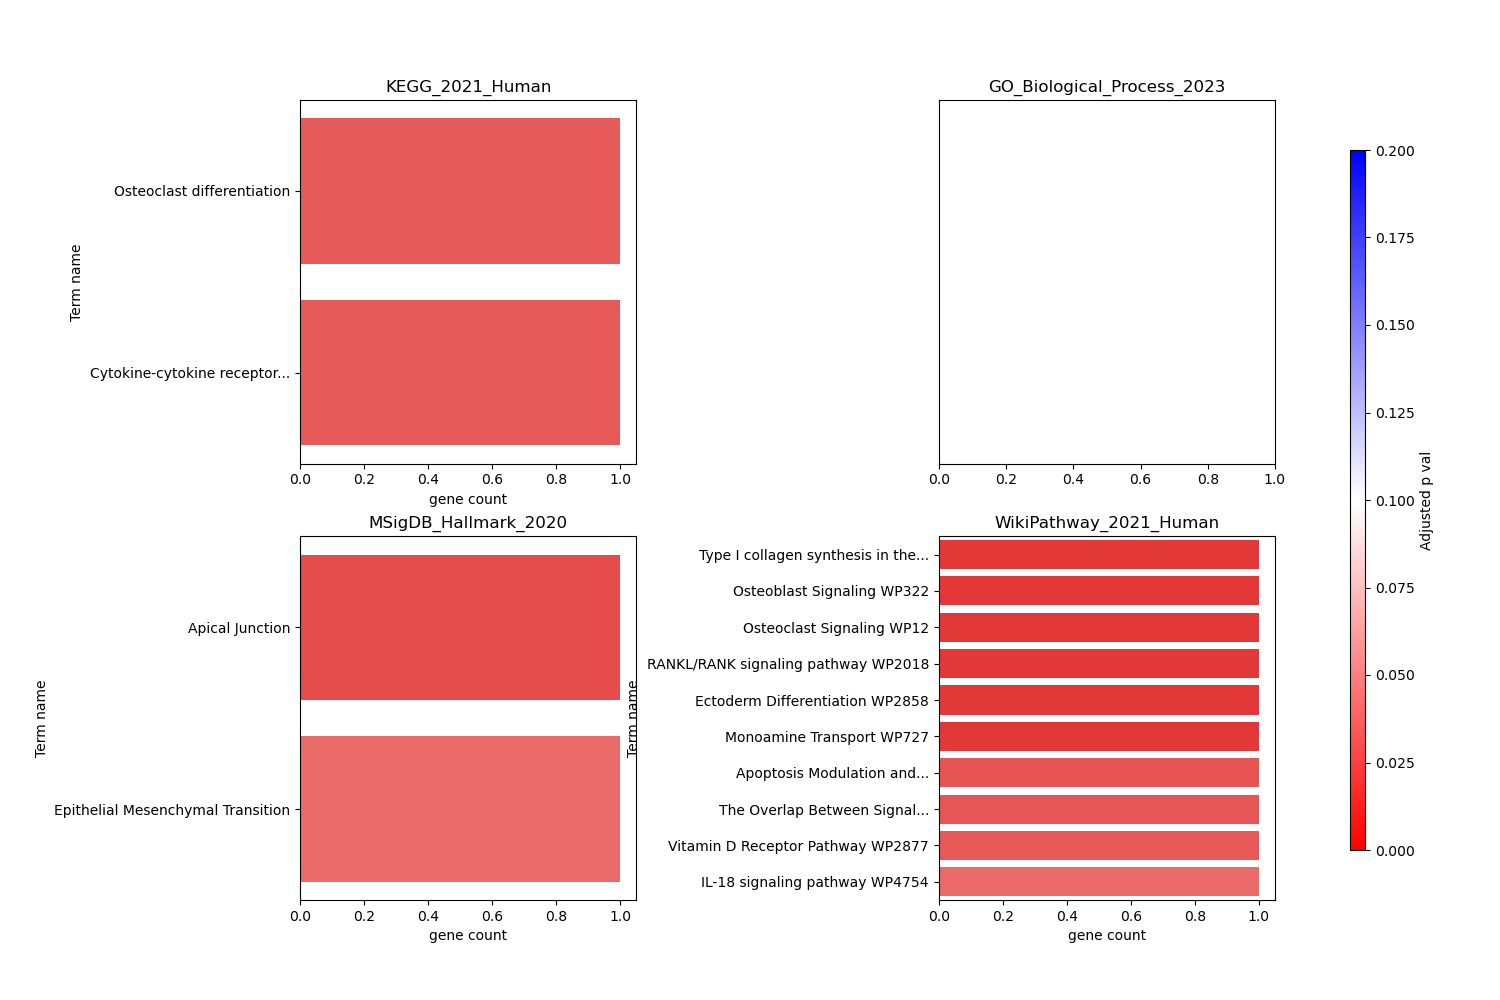 KEGG_2021_Human
Term name
Osteoclast differentiation
Cytokine-cytokine receptor...
0.0 0.2 0.4 0.6 0.8 1.0
gene count
GO_Biological_Process_2023
0.0 0.2 0.4 0.6 0.8 1.0
MSigDB_Hallmark_2020
Term name
Apical Junction
Epithelial Mesenchymal Transition
0.0 0.2 0.4 0.6 0.8 1.0
gene count
WikiPathway_2021_Human
Term name
Type I collagen synthesis in the...
Osteoblast Signaling WP322
Osteoclast Signaling WP12
RANKL/RANK signaling pathway WP2018
Ectoderm Differentiation WP2858
Monoamine Transport WP727
Apoptosis Modulation and...
The Overlap Between Signal...
Vitamin D Receptor Pathway WP2877
IL-18 signaling pathway WP4754
0.0 0.2 0.4 0.6 0.8 1.0
gene count
0.200
0.175
0.150
0.125
0.100
0.075
0.050
0.025
0.000
Adjusted p val